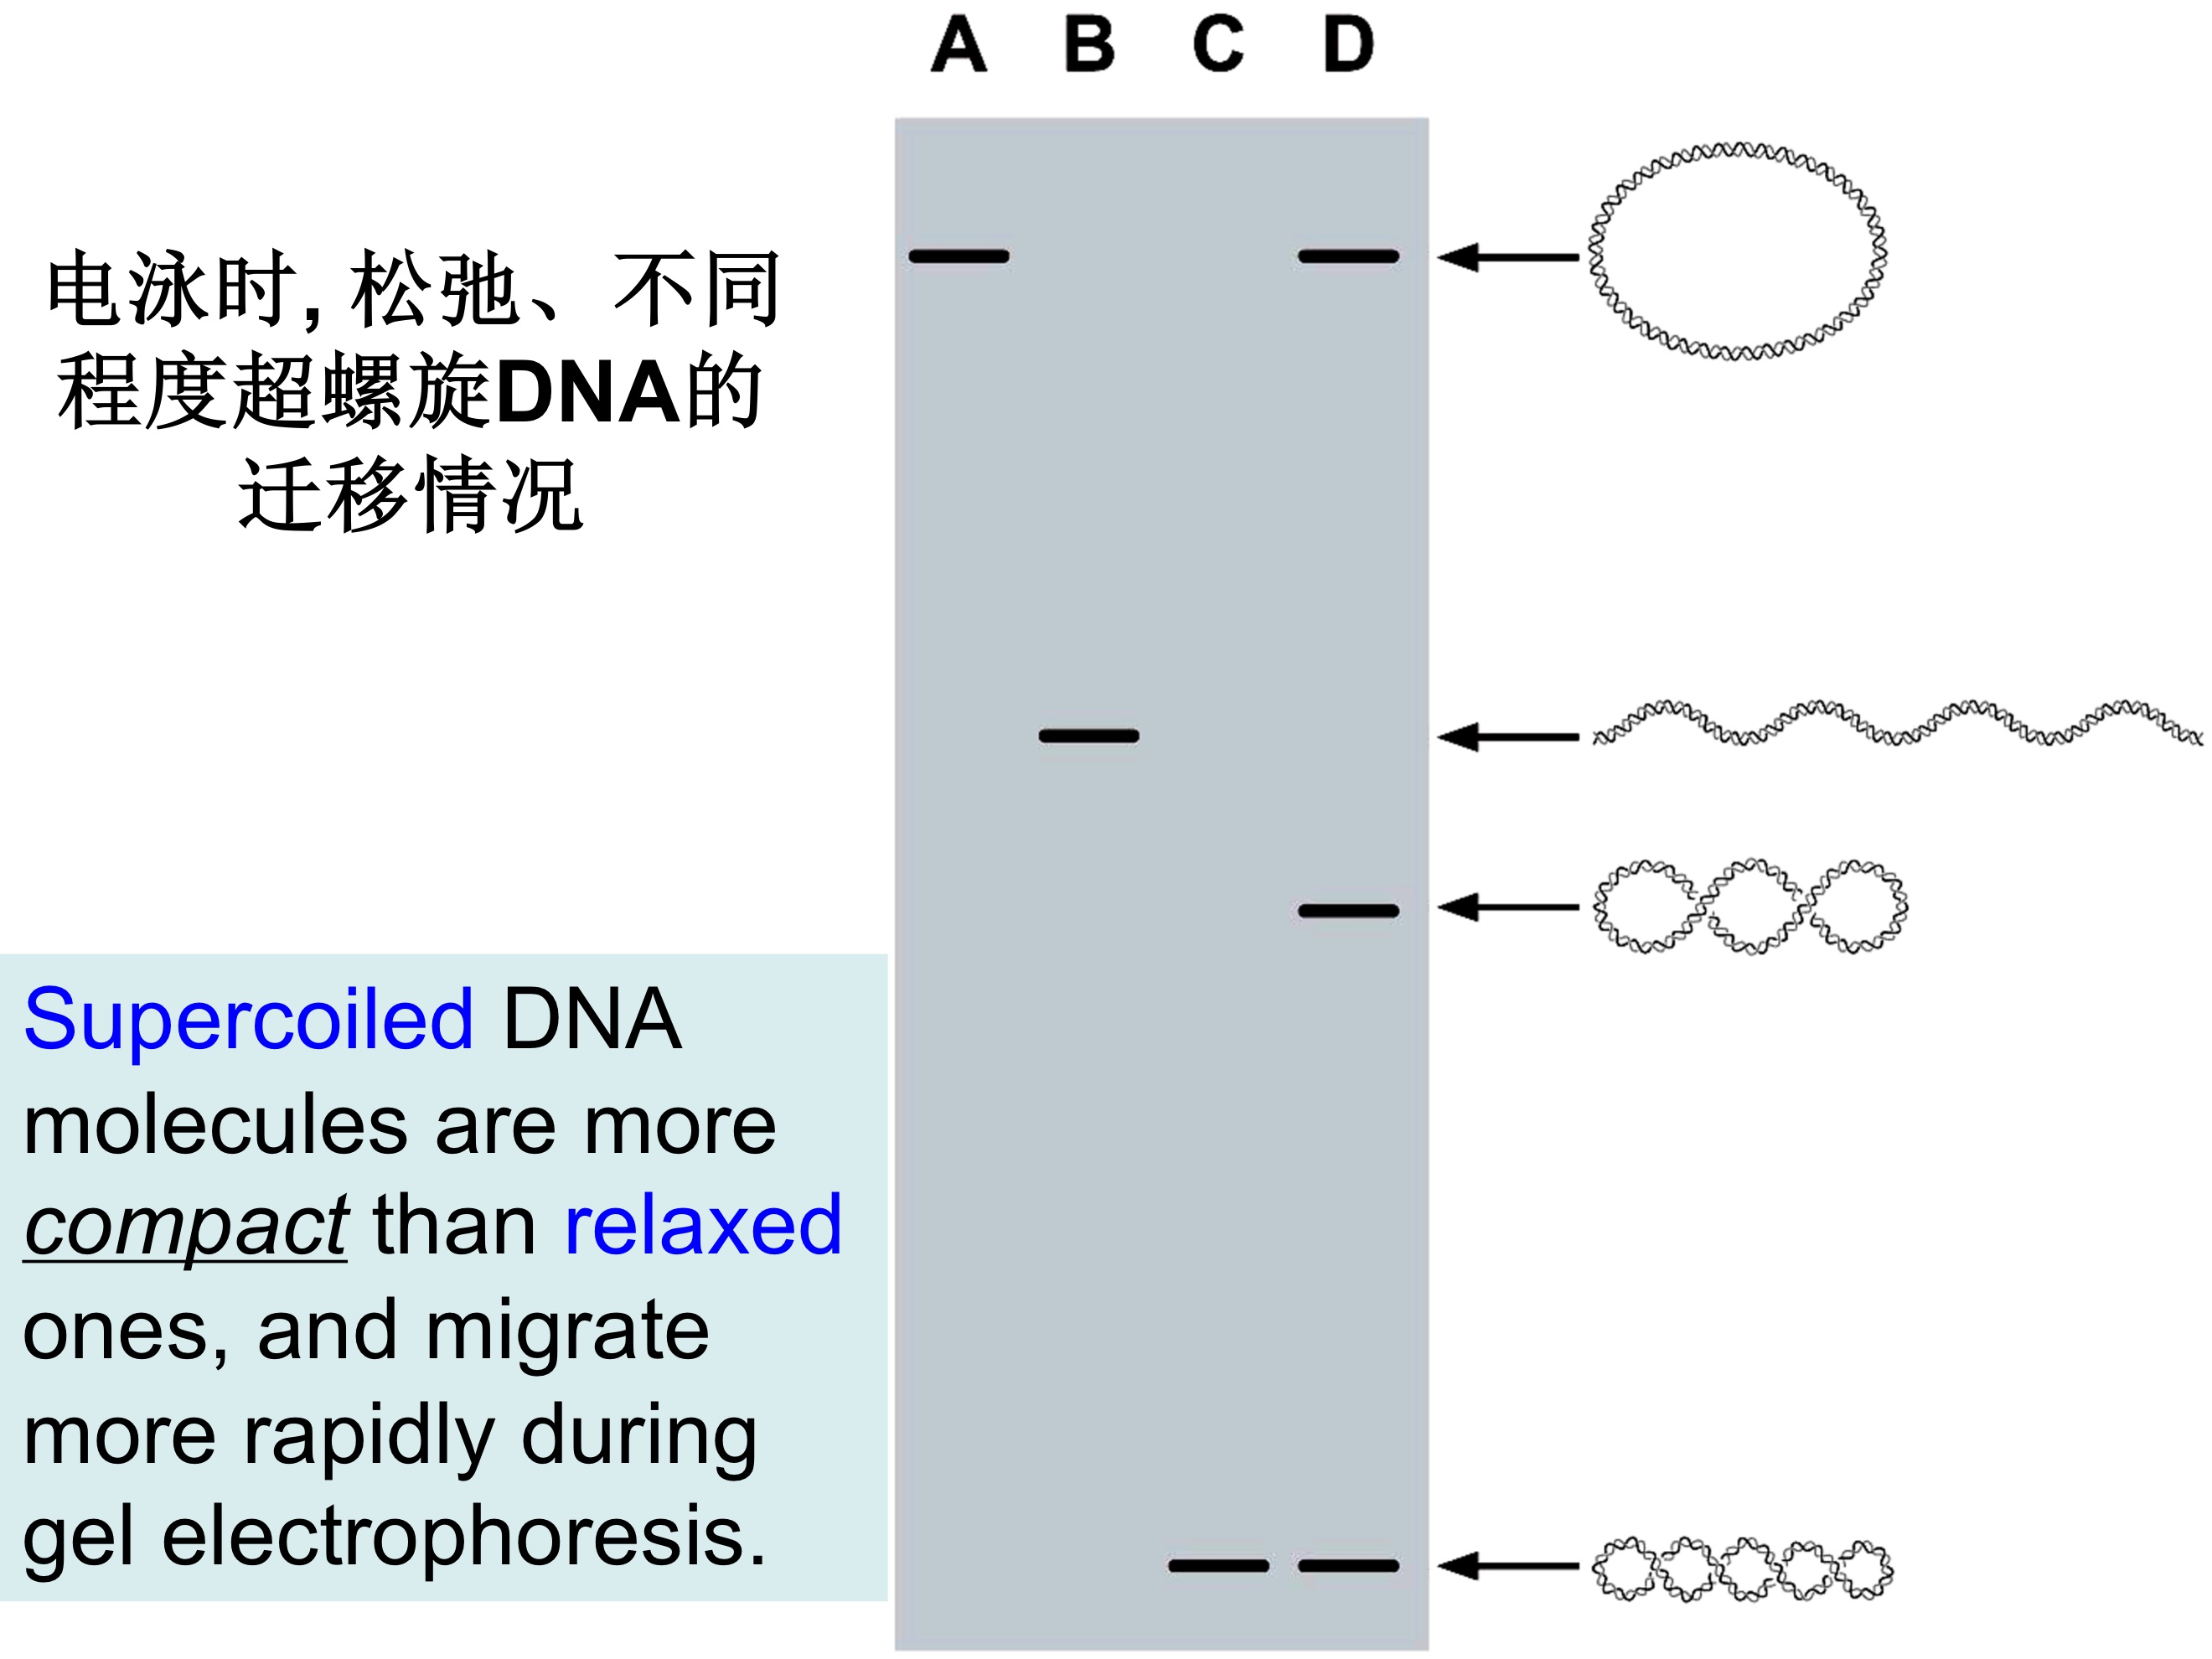 A B C D
电泳时, 松弛、不同
程度超螺旋DNA的
迁移情况
Supercoiled DNA
molecules are more
compact than relaxed
ones, and migrate
more rapidly during
gel electrophoresis.